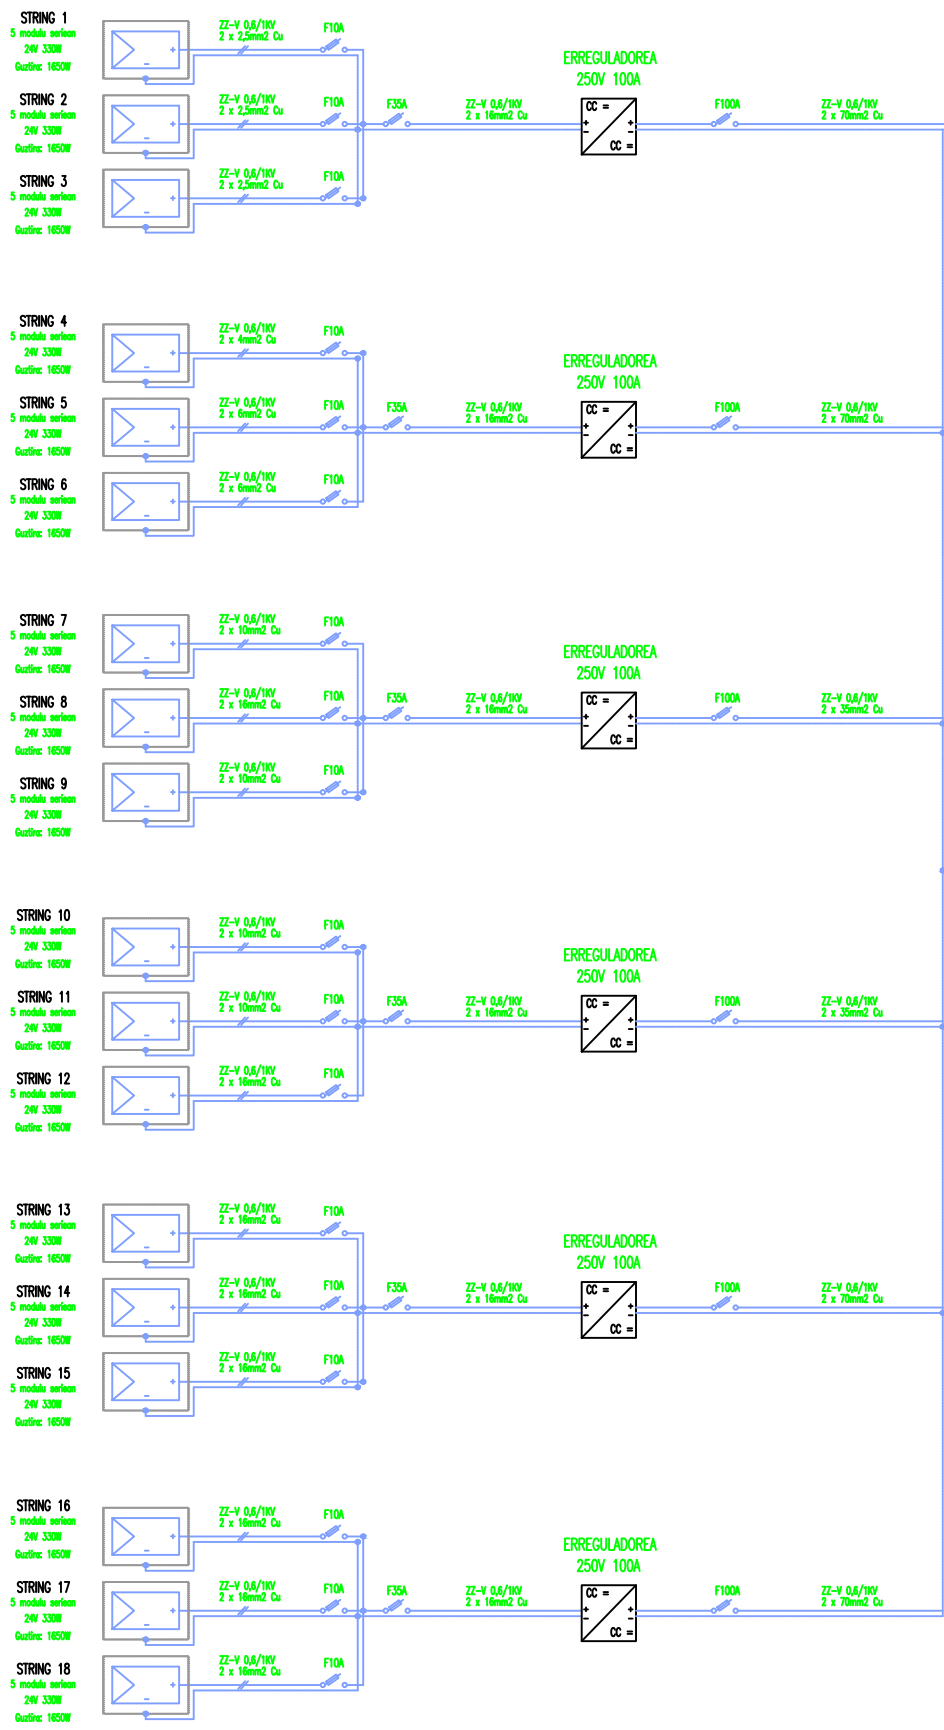 STRING 1
5 modulu seriean
24V 330W
Guztira: 1650W
ZZ-V 0,6/1KV
2 x 2,5mm2 Cu
F10A
STRING 2
5 modulu seriean
24V 330W
Guztira: 1650W
ZZ-V 0,6/1KV
2 x 2,5mm2 Cu
F10A
F35A
ZZ-V 0,6/1KV
2 x 16mm2 Cu
ERREGULADOREA
250V 100A
CC =
+ +
- -
CC =
F100A
ZZ-V 0,6/1KV
2 x 70mm2 Cu
STRING 3
5 modulu seriean
24V 330W
Guztira: 1650W
ZZ-V 0,6/1KV
2 x 2,5mm2 Cu
F10A
STRING 4
5 modulu seriean
24V 330W
Guztira: 1650W
ZZ-V 0,6/1KV
2 x 4mm2 Cu
F10A
STRING 5
5 modulu seriean
24V 330W
Guztira: 1650W
ZZ-V 0,6/1KV
2 x 6mm2 Cu
F10A
F35A
ZZ-V 0,6/1KV
2 x 16mm2 Cu
ERREGULADOREA
250V 100A
CC =
+ +
- -
CC =
F100A
ZZ-V 0,6/1KV
2 x 70mm2 Cu
STRING 6
5 modulu seriean
24V 330W
Guztira: 1650W
ZZ-V 0,6/1KV
2 x 6mm2 Cu
F10A
STRING 7
5 modulu seriean
24V 330W
Guztira: 1650W
ZZ-V 0,6/1KV
2 x 10mm2 Cu
F10A
STRING 8
5 modulu seriean
24V 330W
Guztira: 1650W
ZZ-V 0,6/1KV
2 x 16mm2 Cu
F10A
F35A
ZZ-V 0,6/1KV
2 x 16mm2 Cu
ERREGULADOREA
250V 100A
CC =
+ +
- -
CC =
F100A
ZZ-V 0,6/1KV
2 x 35mm2 Cu
STRING 9
5 modulu seriean
24V 330W
Guztira: 1650W
ZZ-V 0,6/1KV
2 x 10mm2 Cu
F10A
STRING 10
5 modulu seriean
24V 330W
Guztira: 1650W
ZZ-V 0,6/1KV
2 x 10mm2 Cu
F10A
STRING 11
5 modulu seriean
24V 330W
Guztira: 1650W
ZZ-V 0,6/1KV
2 x 10mm2 Cu
F10A
F35A
ZZ-V 0,6/1KV
2 x 16mm2 Cu
ERREGULADOREA
250V 100A
CC =
+ +
- -
CC =
F100A
ZZ-V 0,6/1KV
2 x 35mm2 Cu
STRING 12
5 modulu seriean
24V 330W
Guztira: 1650W
ZZ-V 0,6/1KV
2 x 16mm2 Cu
F10A
STRING 13
5 modulu seriean
24V 330W
Guztira: 1650W
ZZ-V 0,6/1KV
2 x 16mm2 Cu
F10A
STRING 14
5 modulu seriean
24V 330W
Guztira: 1650W
ZZ-V 0,6/1KV
2 x 16mm2 Cu
F10A
F35A
ZZ-V 0,6/1KV
2 x 16mm2 Cu
ERREGULADOREA
250V 100A
CC =
+ +
- -
CC =
F100A
ZZ-V 0,6/1KV
2 x 70mm2 Cu
STRING 15
5 modulu seriean
24V 330W
Guztira: 1650W
ZZ-V 0,6/1KV
2 x 16mm2 Cu
F10A
STRING 16
5 modulu seriean
24V 330W
Guztira: 1650W
ZZ-V 0,6/1KV
2 x 16mm2 Cu
F10A
STRING 17
5 modulu seriean
24V 330W
Guztira: 1650W
ZZ-V 0,6/1KV
2 x 16mm2 Cu
F10A
F35A
ZZ-V 0,6/1KV
2 x 16mm2 Cu
ERREGULADOREA
250V 100A
CC =
+ +
- -
CC =
F100A
ZZ-V 0,6/1KV
2 x 70mm2 Cu
STRING 18
5 modulu seriean
24V 330W
Guztira: 1650W
ZZ-V 0,6/1KV
2 x 16mm2 Cu
F10A